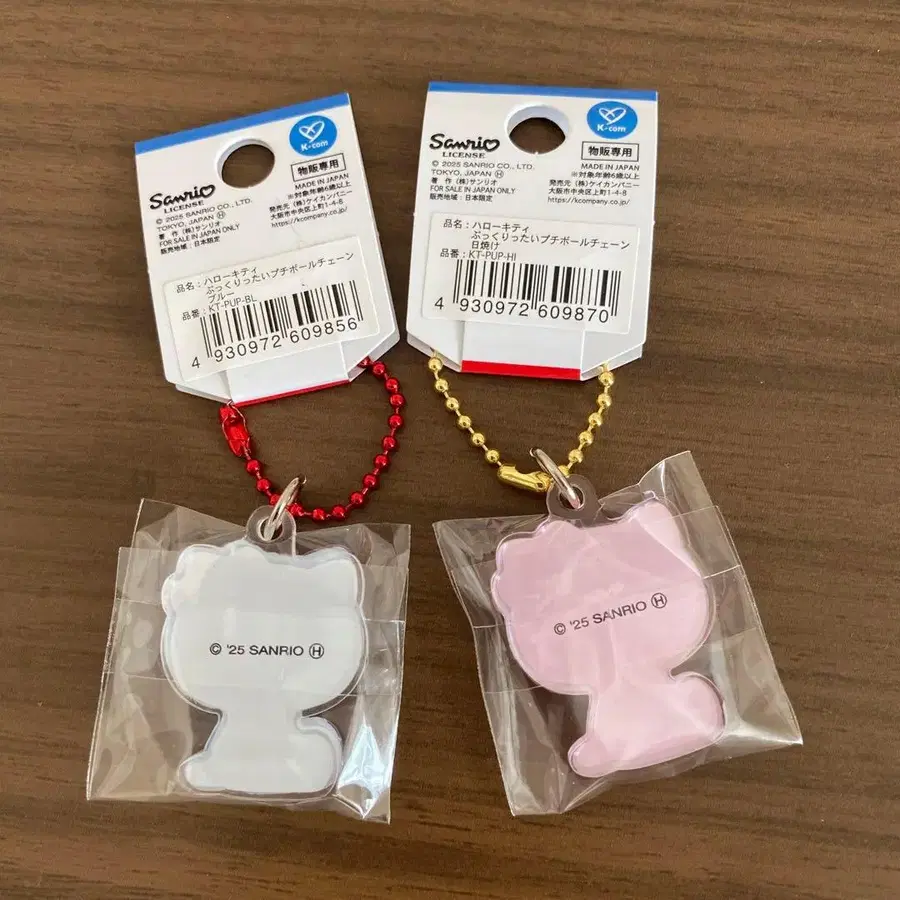 K-com
物販専用
Sanrio
LICENSE
MADE IN JAPAN
※対象年齢6歳以上
© 2025 SANRIO CO., LTD.
TOKYO, JAPAN Ⓗ
著 作 (株)サンリオ
FOR SALE IN JAPAN ONLY
販売地域：日本限定
発売元 (株)ケイカンパニー
大阪市中央区上町1-4-8
https://kcompany.co.jp/
品名：ハローキティ
ぷっくりったいプチボールチェーン
ブルー
品番：KT-PUP-BL
4 930972 609856
© '25 SANRIO Ⓗ
K-com
物販専用
Sanrio
LICENSE
MADE IN JAPAN
※対象年齢6歳以上
© 2025 SANRIO CO., LTD.
TOKYO, JAPAN Ⓗ
著 作 (株)サンリオ
FOR SALE IN JAPAN ONLY
販売地域：日本限定
発売元 (株)ケイカンパニー
大阪市中央区上町1-4-8
https://kcompany.co.jp/
品名：ハローキティ
ぷっくりったいプチボールチェーン
日焼け
品番：KT-PUP-HI
4 930972 609870
© '25 SANRIO Ⓗ